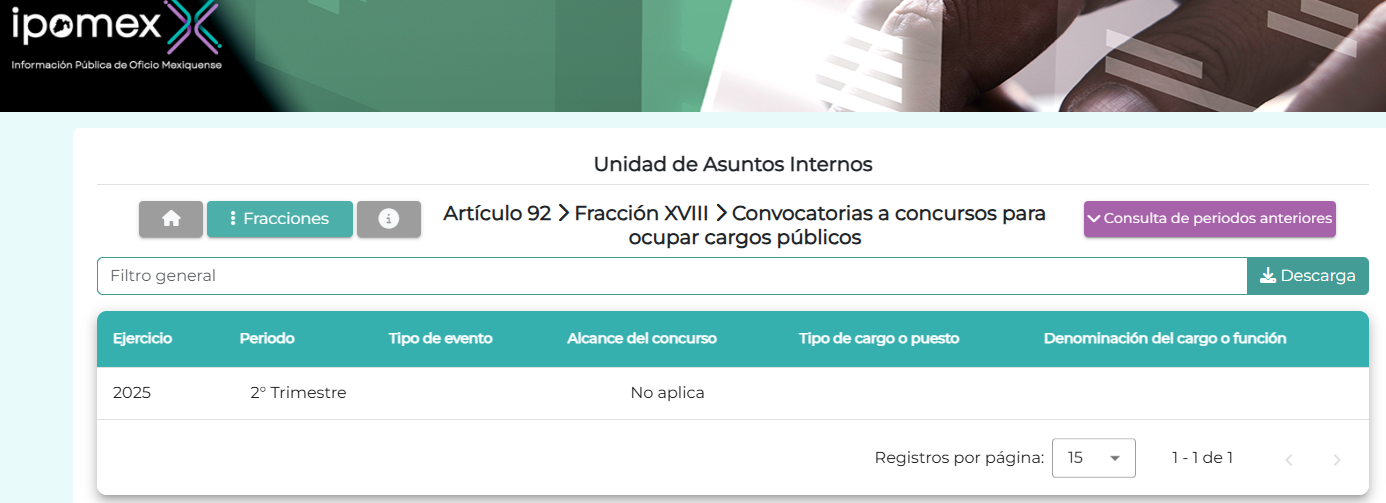 ipomex
Información Pública de Oficio Mexiquense
Unidad de Asuntos Internos
Fracciones
Artículo 92 > Fracción XVIII > Convocatorias a concursos para
ocupar cargos públicos
Consulta de periodos anteriores
Filtro general
Descarga
Ejercicio Periodo Tipo de evento Alcance del concurso Tipo de cargo o puesto Denominación del cargo o función
2025 2° Trimestre No aplica
Registros por página: 15 1 - 1 de 1